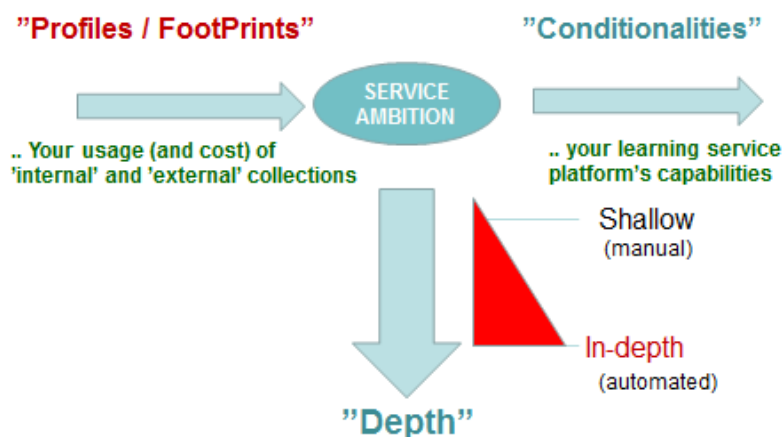 ”Profiles / FootPrints”
”Conditionalities”
SERVICE
AMBITION
.. Your usage (and cost) of
’internal’ and ’external’ collections
.. your learning service
platform’s capabilities
Shallow
(manual)
In-depth
(automated)
”Depth”